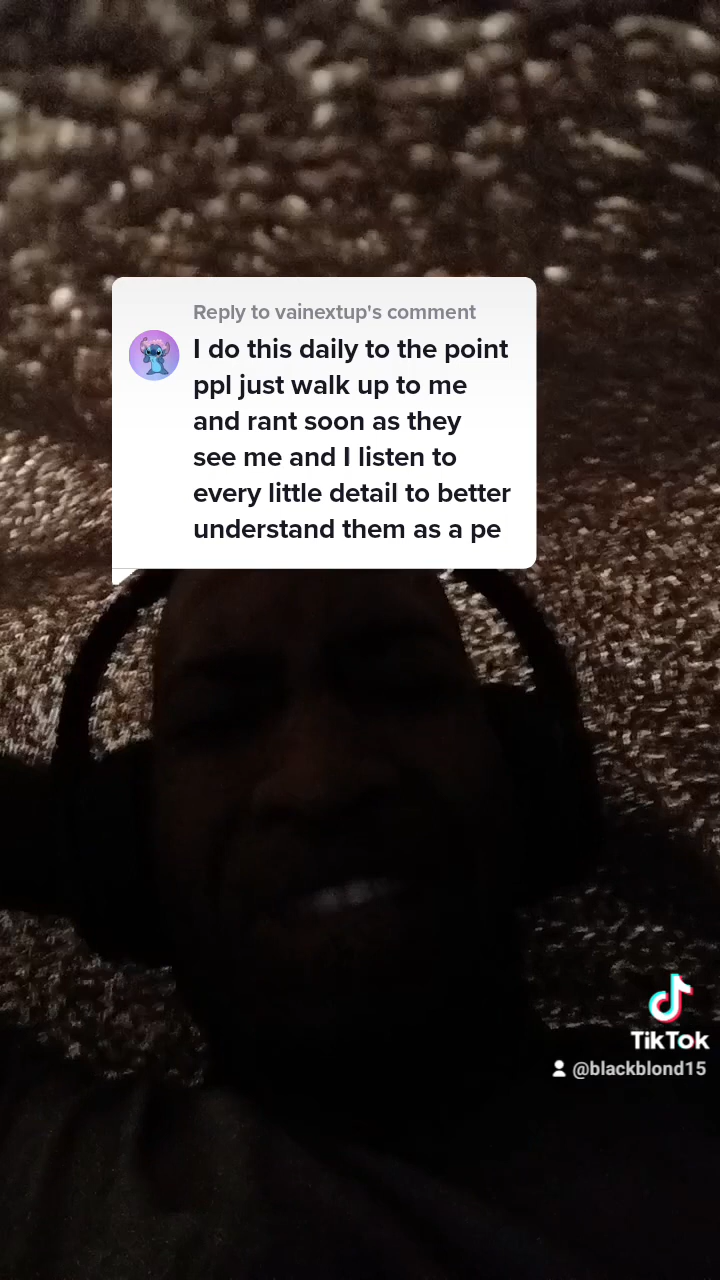 Reply to vainextup's comment
I do this daily to the point
ppl just walk up to me
and rant soon as they
see me and I listen to
every little detail to better
understand them as a pe
TikTok
@blackblond15